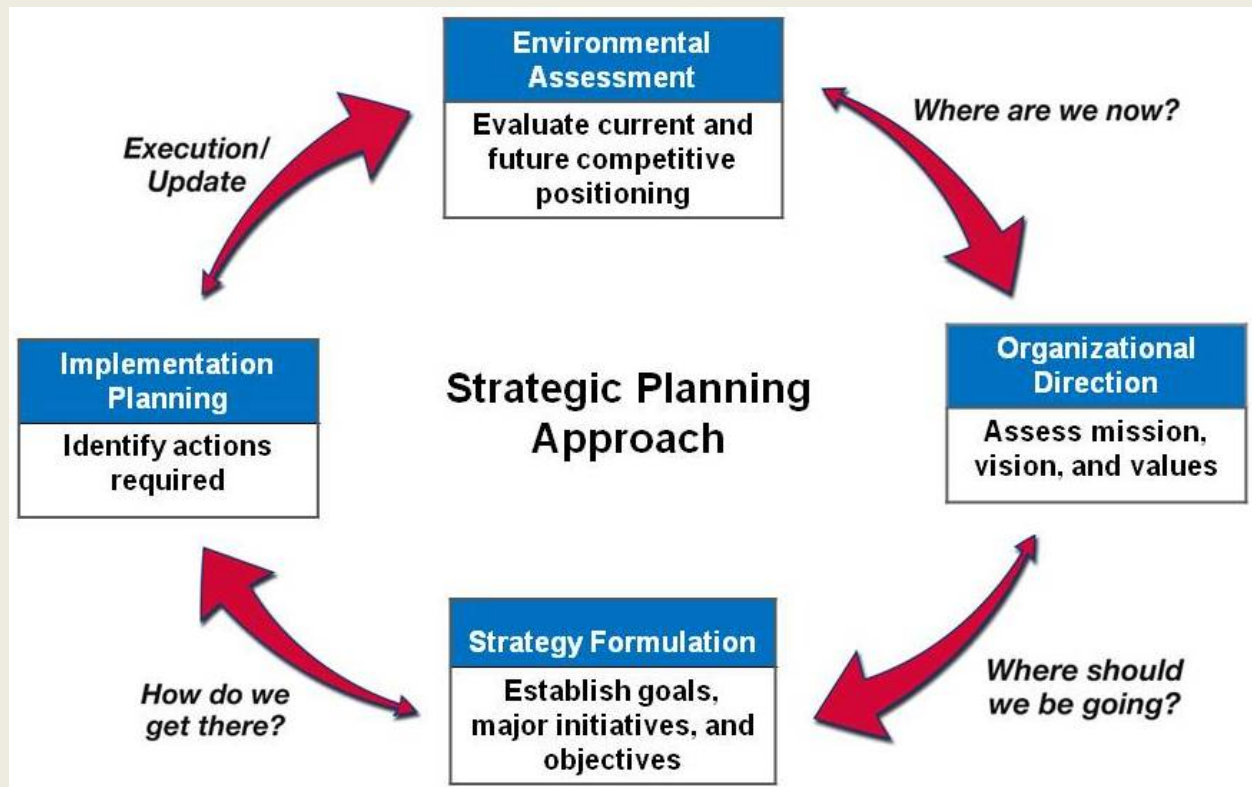 Environmental
Assessment
Evaluate current and
future competitive
positioning
Where are we now?
Organizational
Direction
Assess mission,
vision, and values
Where should
we be going?
Strategy Formulation
Establish goals,
major initiatives, and
objectives
How do we
get there?
Implementation
Planning
Identify actions
required
Execution/
Update
Strategic Planning
Approach